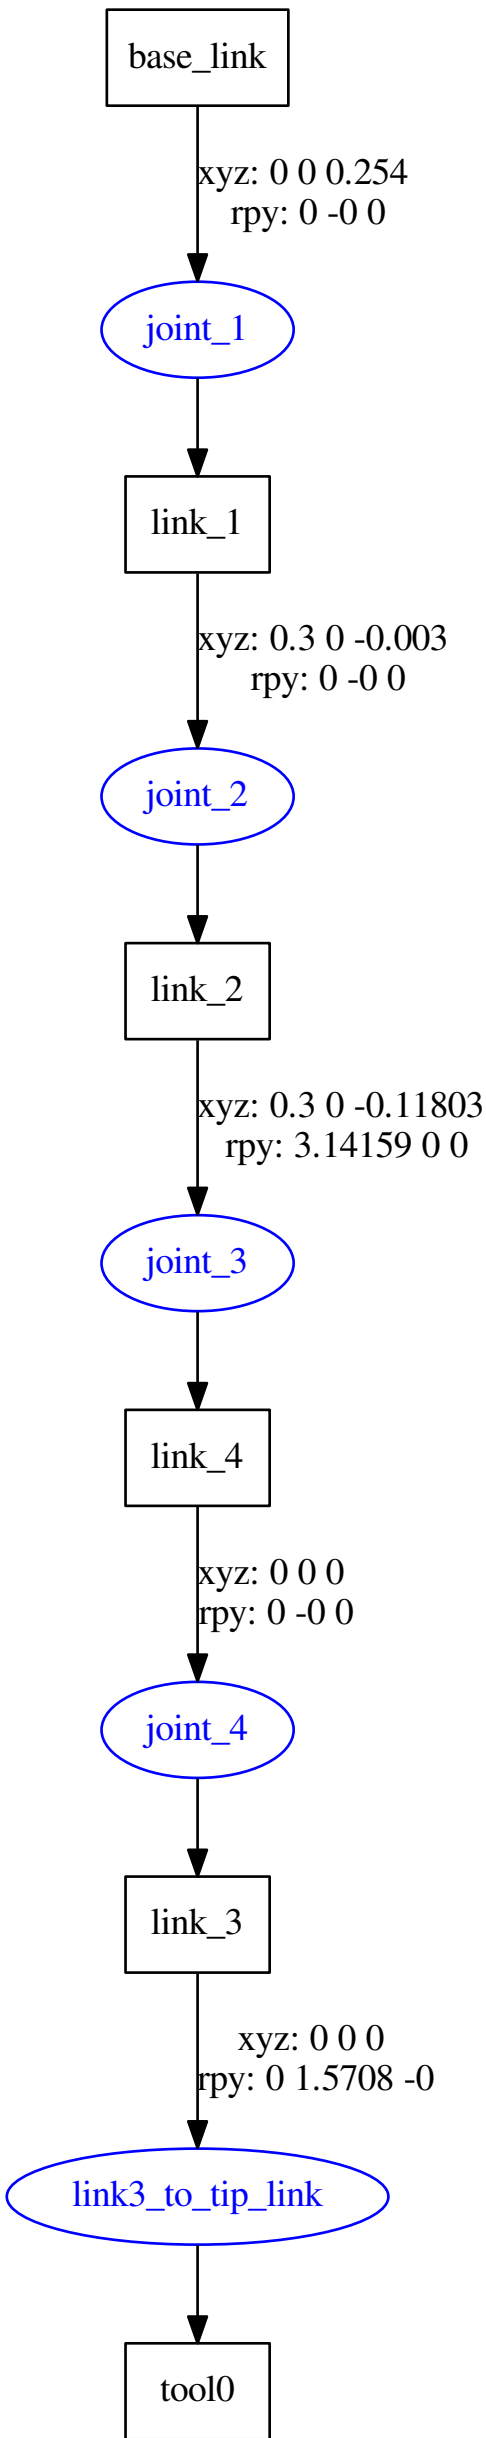 base_link
xyz: 0 0 0.254
rpy: 0 -0 0
joint_1
link_1
xyz: 0.3 0 -0.003
rpy: 0 -0 0
joint_2
link_2
xyz: 0.3 0 -0.11803
rpy: 3.14159 0 0
joint_3
link_4
xyz: 0 0 0
rpy: 0 -0 0
joint_4
link_3
xyz: 0 0 0
rpy: 0 1.5708 -0
link3_to_tip_link
tool0